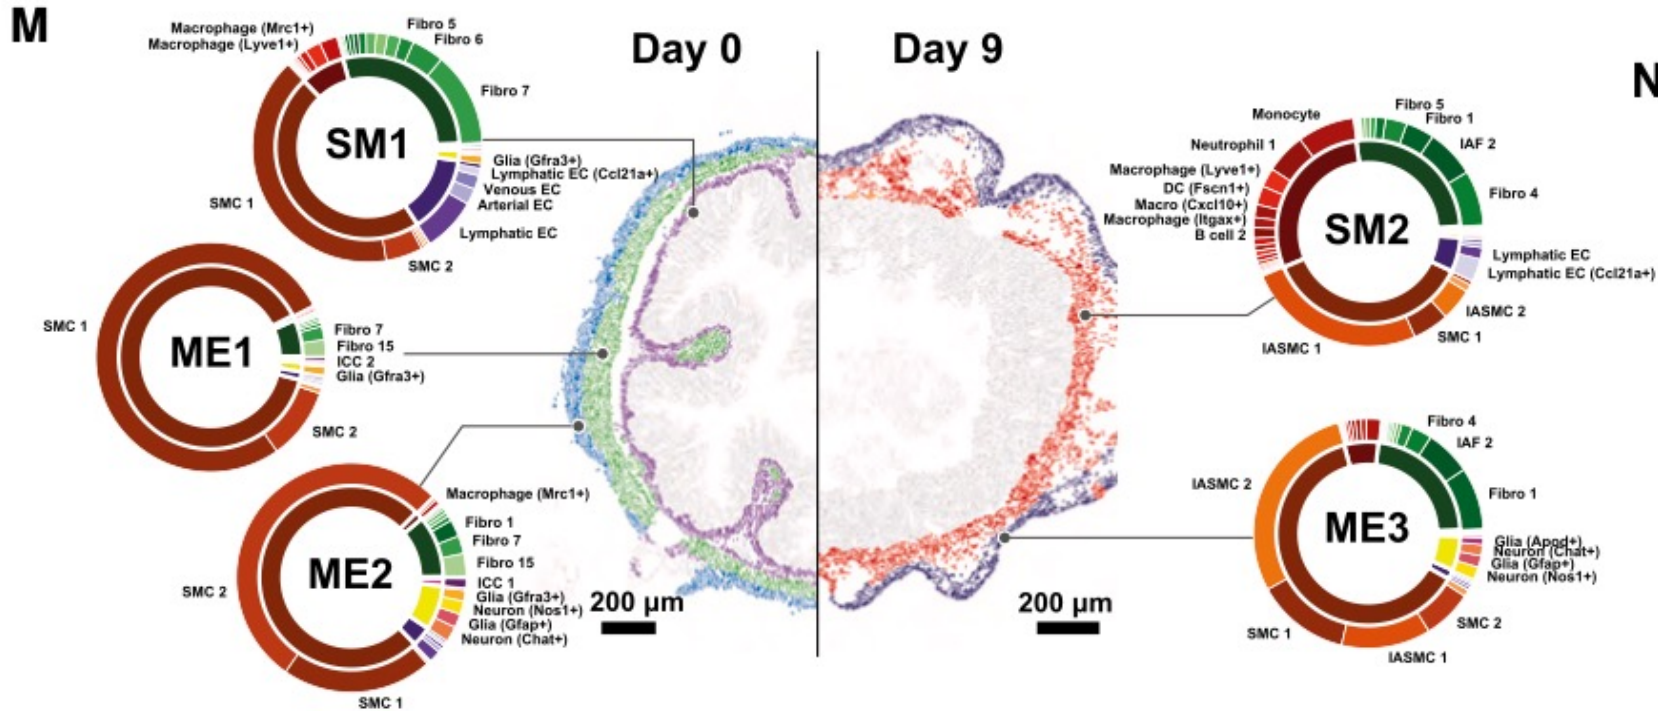 M
Day 0
Day 9
N
Macrophage (Mrc1+)
Macrophage (Lyve1+)
Fibro 5
Fibro 6
Fibro 7
SM1
Glia (Gfra3+)
Lymphatic EC (Ccl21a+)
Venous EC
Arterial EC
Lymphatic EC
SMC 1
SMC 2
SMC 1
ME1
Fibro 7
Fibro 15
ICC 2
Glia (Gfra3+)
SMC 2
Macrophage (Mrc1+)
Fibro 1
Fibro 7
Fibro 15
ME2
ICC 1
Glia (Gfra3+)
Neuron (Nos1+)
Glia (Gfap+)
Neuron (Chat+)
SMC 2
SMC 1
200 µm
200 µm
Monocyte
Neutrophil 1
Macrophage (Lyve1+)
DC (Fscn1+)
Macro (Cxcl10+)
Macrophage (Itgax+)
B cell 2
Fibro 5
Fibro 1
IAF 2
Fibro 4
SM2
Lymphatic EC
Lymphatic EC (Ccl21a+)
IASMC 2
SMC 1
IASMC 1
Fibro 4
IAF 2
Fibro 1
IASMC 2
ME3
Glia (Apod+)
Neuron (Chat+)
Glia (Gfap+)
Neuron (Nos1+)
SMC 2
SMC 1
IASMC 1